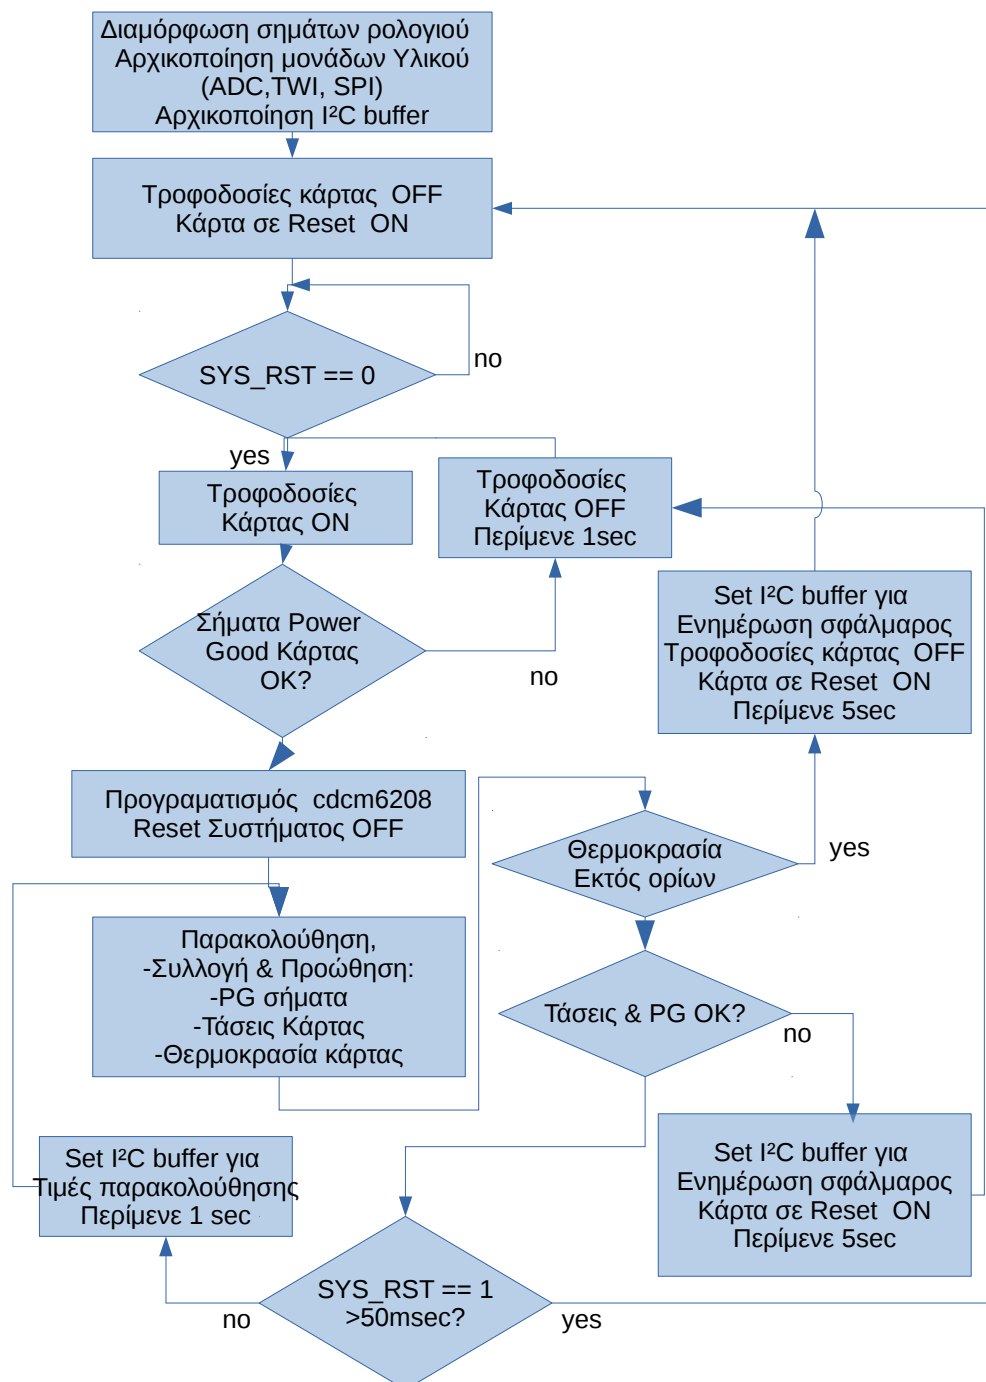 Διαμόρφωση σημάτων ρολογιού
Αρχικοποίηση μονάδων Υλικού
(ADC,TWI, SPI)
Αρχικοποίηση I²C buffer
Τροφοδοσίες κάρτας OFF
Κάρτα σε Reset ON
SYS_RST == 0
no
yes
Τροφοδοσίες
Κάρτας ON
Τροφοδοσίες
Κάρτας OFF
Περίμενε 1sec
Σήματα Power
Good Κάρτας
OK?
no
Set I²C buffer για
Ενημέρωση σφάλμαρος
Τροφοδοσίες κάρτας OFF
Κάρτα σε Reset ON
Περίμενε 5sec
Προγραματισμός cdcm6208
Reset Συστήματος OFF
Θερμοκρασία
Εκτός ορίων
yes
Παρακολούθηση,
-Συλλογή & Προώθηση:
-PG σήματα
-Τάσεις Κάρτας
-Θερμοκρασία κάρτας
Τάσεις & PG OK?
no
Set I²C buffer για
Τιμές παρακολούθησης
Περίμενε 1 sec
Set I²C buffer για
Ενημέρωση σφάλμαρος
Κάρτα σε Reset ON
Περίμενε 5sec
SYS_RST == 1
>50msec?
no
yes